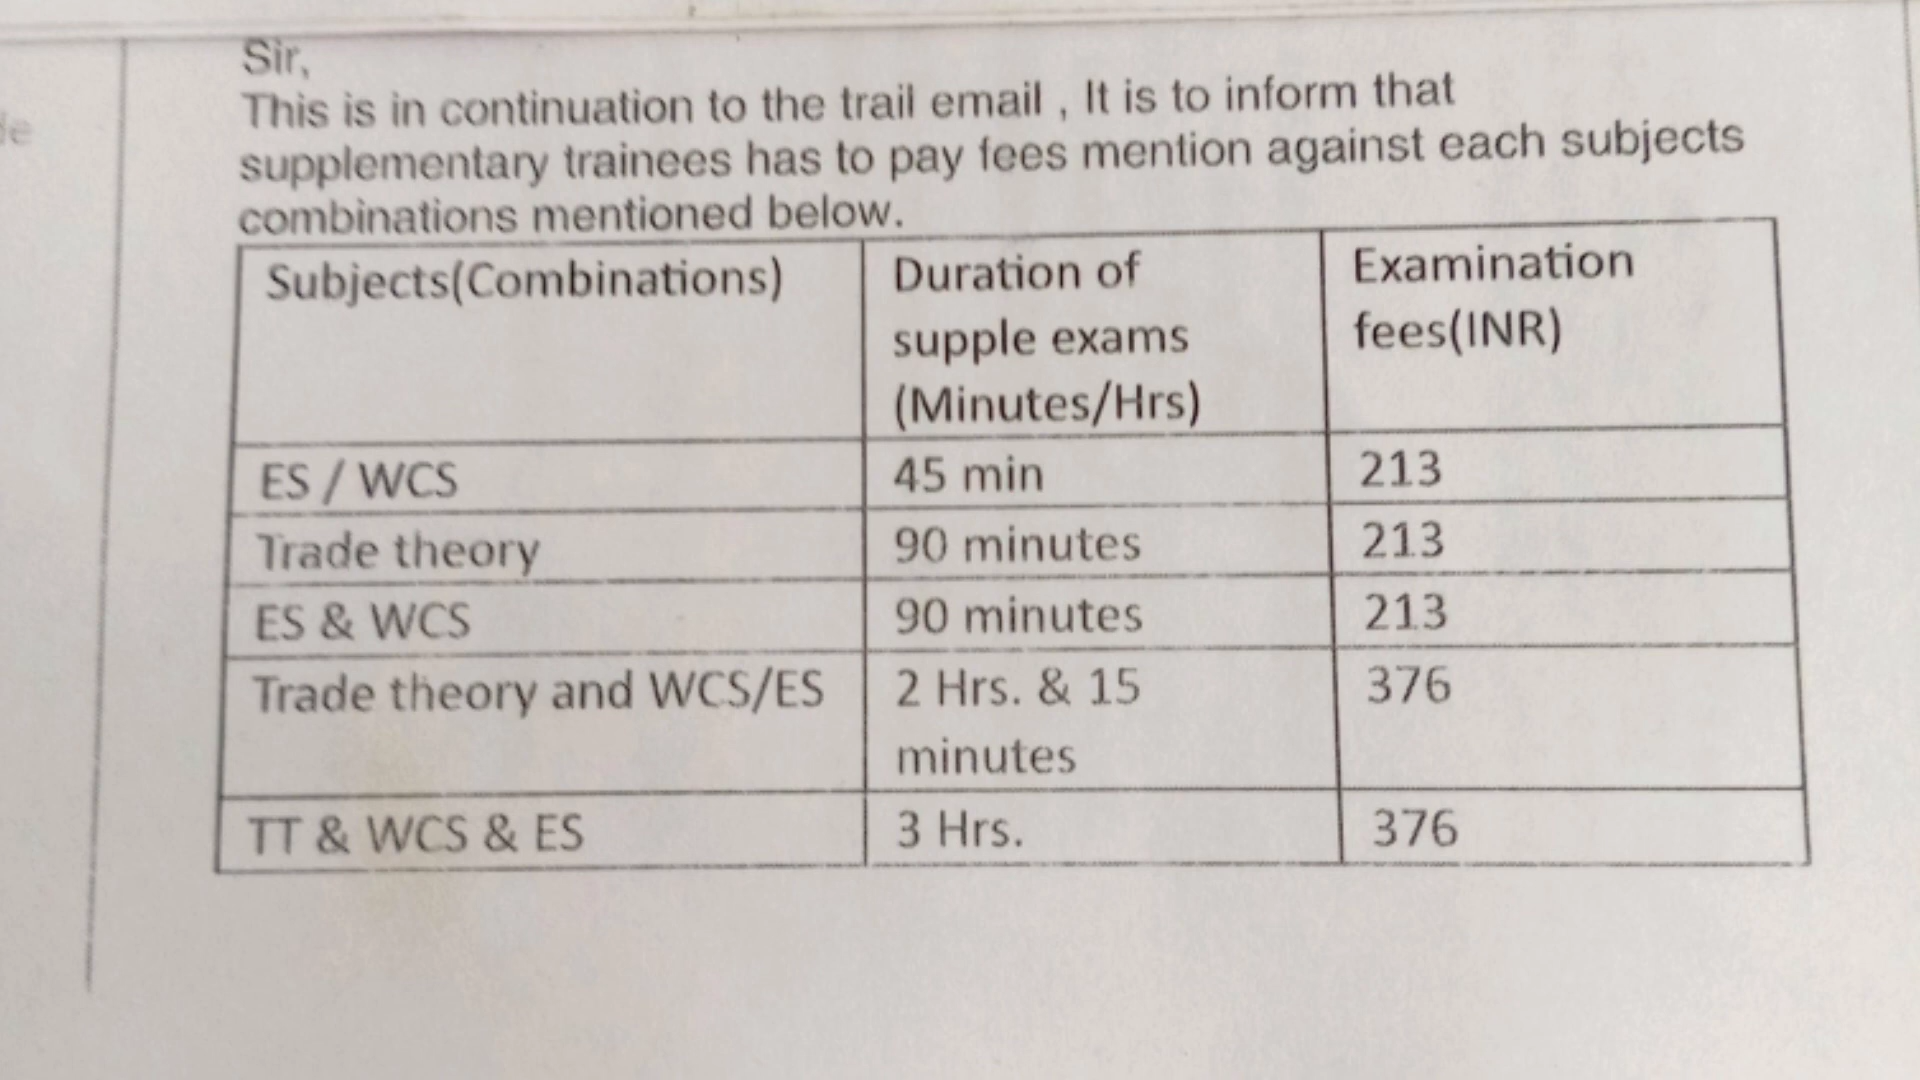 Sir,
This is in continuation to the trail email , It is to inform that
supplementary trainees has to pay fees mention against each subjects
combinations mentioned below.
Subjects(Combinations)
Duration of
supple exams
(Minutes/Hrs)
Examination
fees(INR)
ES / WCS
45 min
213
Trade theory
90 minutes
213
ES & WCS
90 minutes
213
Trade theory and WCS/ES
2 Hrs. & 15
minutes
376
TT & WCS & ES
3 Hrs.
376